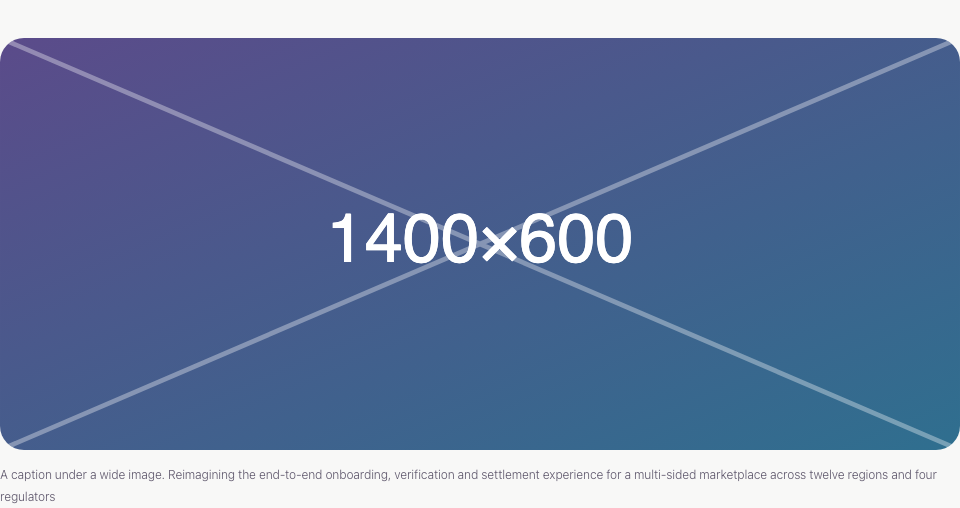 1400×600
A caption under a wide image. Reimagining the end-to-end onboarding, verification and settlement experience for a multi-sided marketplace across twelve regions and four
regulators